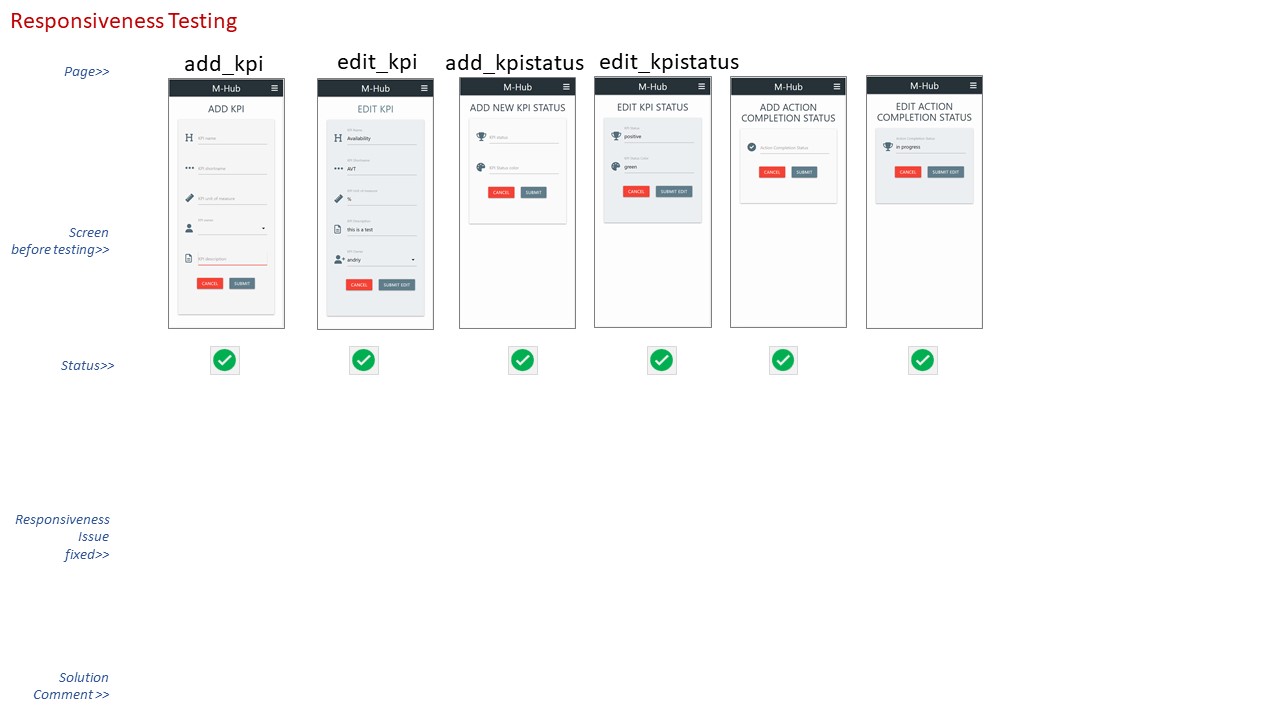 Responsiveness Testing
Page>>
add_kpi
edit_kpi
add_kpistatus
edit_kpistatus
Screen
before testing>>
M-Hub
ADD KPI
KPI name
KPI shortname
KPI unit of measure
KPI owner
KPI description
CANCEL
SUBMIT
M-Hub
EDIT KPI
KPI Name
Availability
KPI Shortname
AVT
KPI Unit of measure
%
KPI Description
this is a test
KPI Owner
andriy
CANCEL
SUBMIT EDIT
M-Hub
ADD NEW KPI STATUS
KPI status
KPI Status color
CANCEL
SUBMIT
M-Hub
EDIT KPI STATUS
KPI Status
positive
KPI Status Color
green
CANCEL
SUBMIT EDIT
M-Hub
ADD ACTION
COMPLETION STATUS
Action Completion Status
CANCEL
SUBMIT
M-Hub
EDIT ACTION
COMPLETION STATUS
Action Completion Status
in progress
CANCEL
SUBMIT EDIT
Status>>
Responsiveness
Issue
fixed>>
Solution
Comment >>